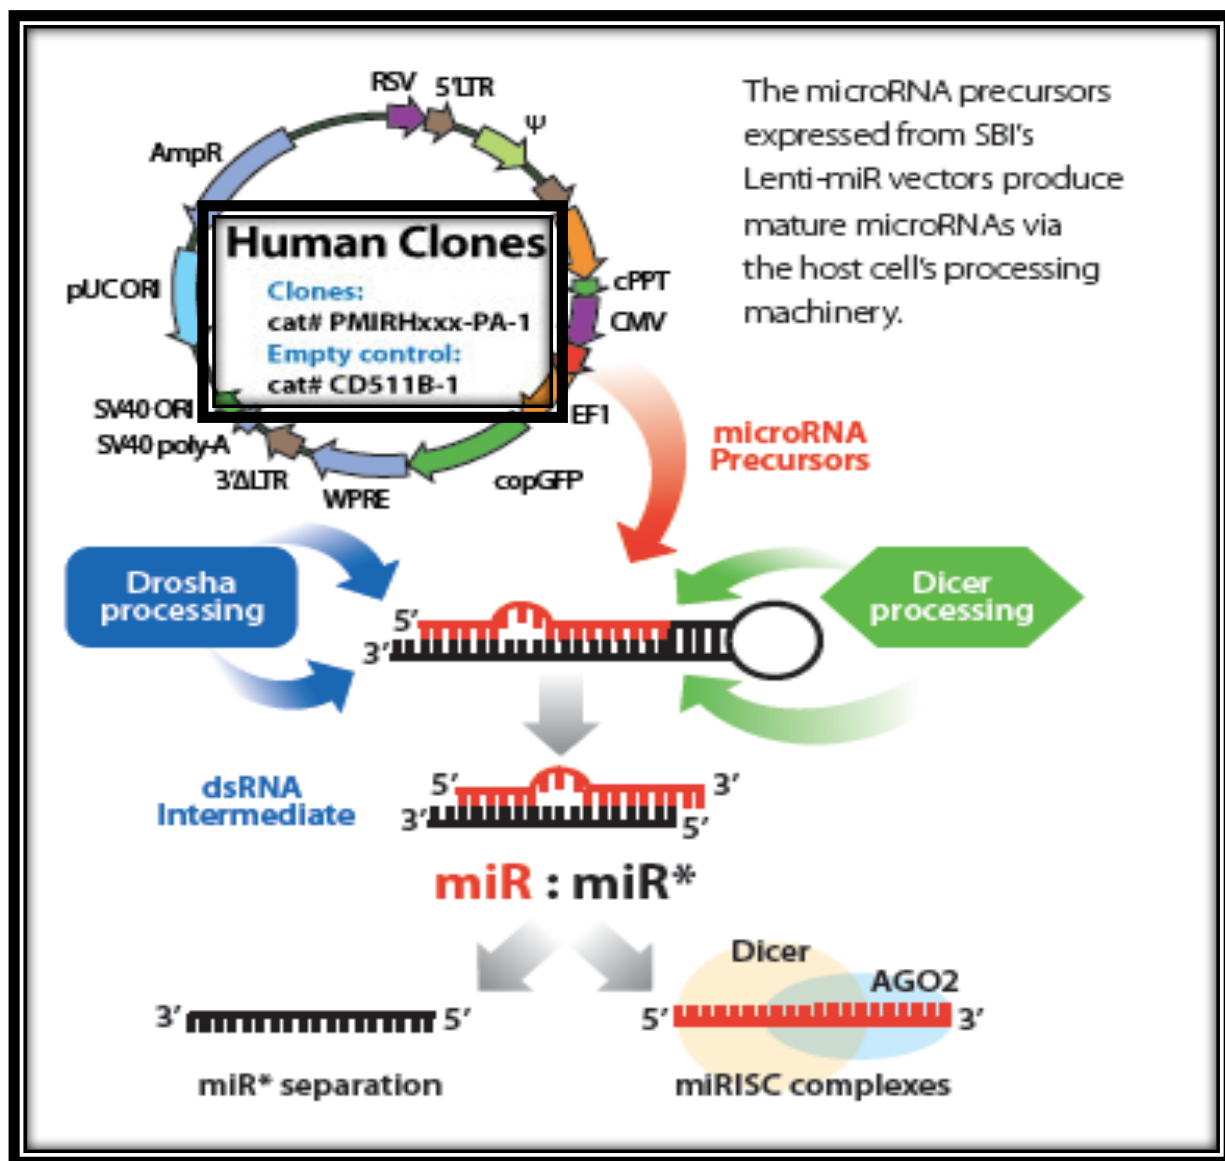 RSV
5'LTR
Ψ
AmpR
The microRNA precursors
expressed from SBI's
Lenti-miR vectors produce
mature microRNAs via
the host cell's processing
machinery.
Human Clones
Clones:
cat# PMIRHxxx-PA-1
Empty control:
cat# CD511B-1
pUC ORI
cPPT
CMV
SV40 ORI
SV40 poly-A
3'ΔLTR
WPRE
copGFP
EF1
microRNA
Precursors
Drosha
processing
Dicer
processing
5'
3'
dsRNA
Intermediate
5'
3'
3'
5'
miR : miR*
Dicer
AGO2
3'
5'
5'
3'
miR* separation
miRISC complexes